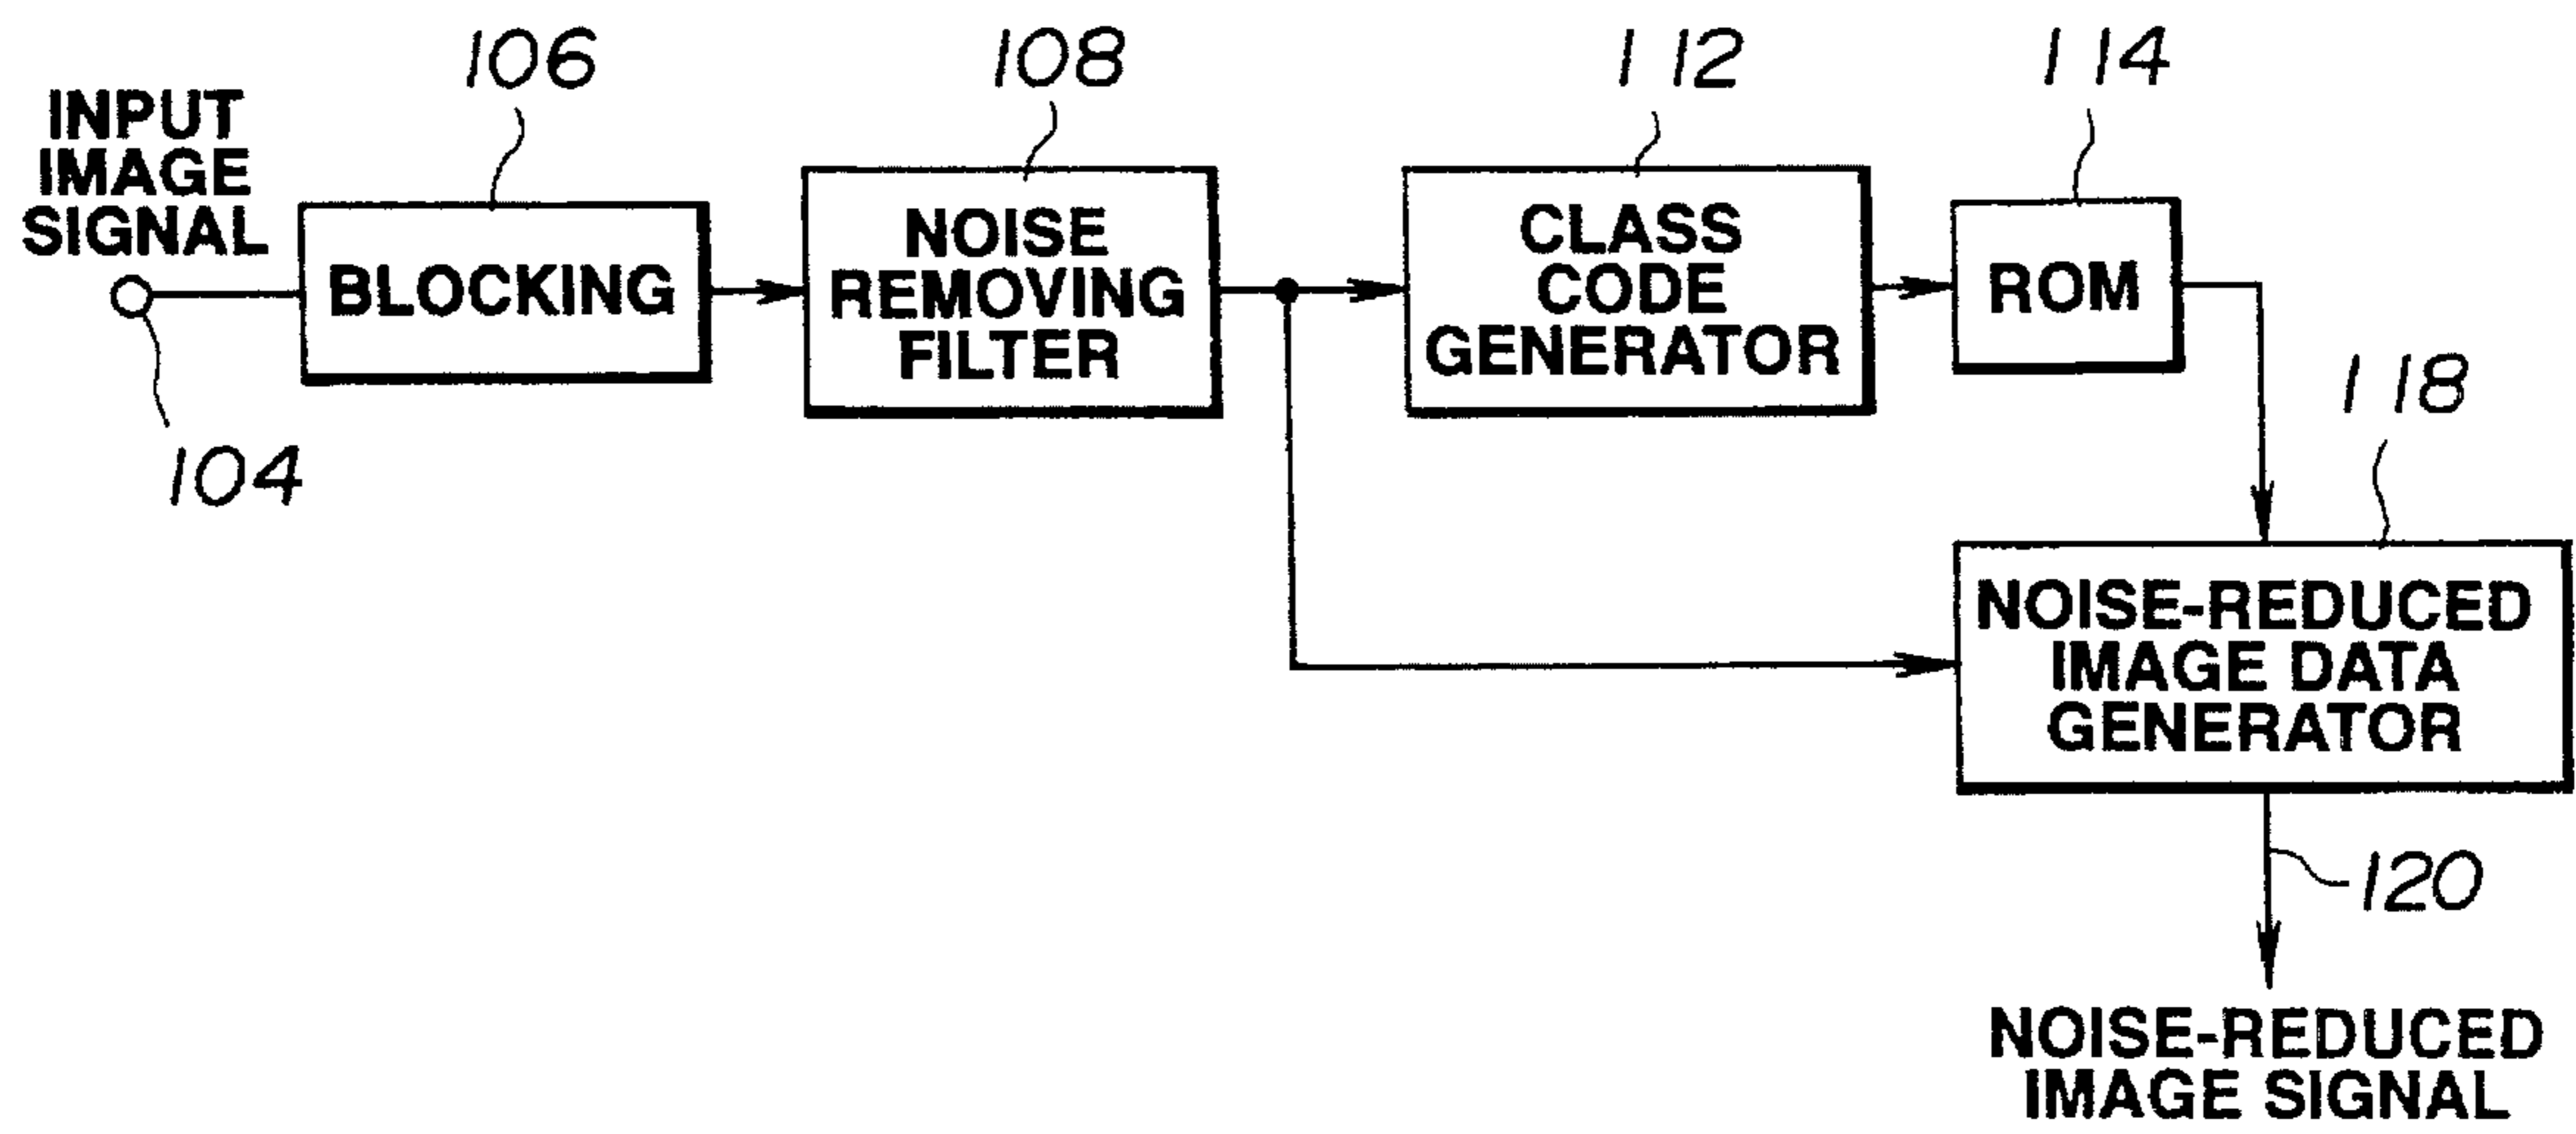 106
108
112
114
INPUT
IMAGE
SIGNAL
BLOCKING
NOISE
REMOVING
FILTER
CLASS
CODE
GENERATOR
ROM
104
118
NOISE-REDUCED
IMAGE DATA
GENERATOR
120
NOISE-REDUCED
IMAGE SIGNAL